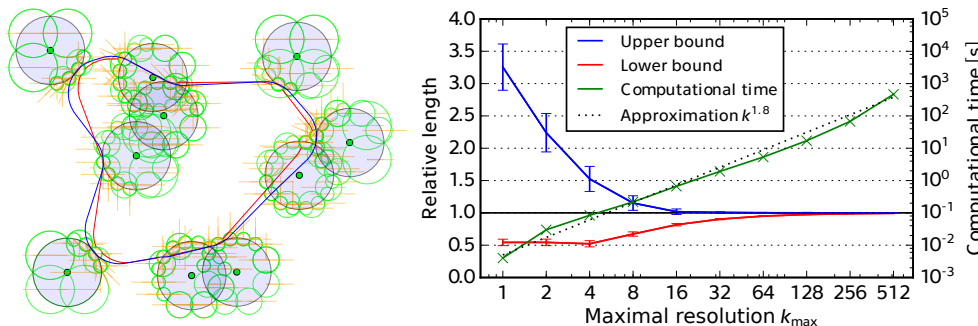 4.0
3.5
3.0
2.5
2.0
1.5
1.0
0.5
0.0
Relative length
Upper bound
Lower bound
Computational time
Approximation k^1.8
10^5
10^4
10^3
10^2
10^1
10^0
10^-1
10^-2
10^-3
Computational time [s]
1 2 4 8 16 32 64 128 256 512
Maximal resolution k_max